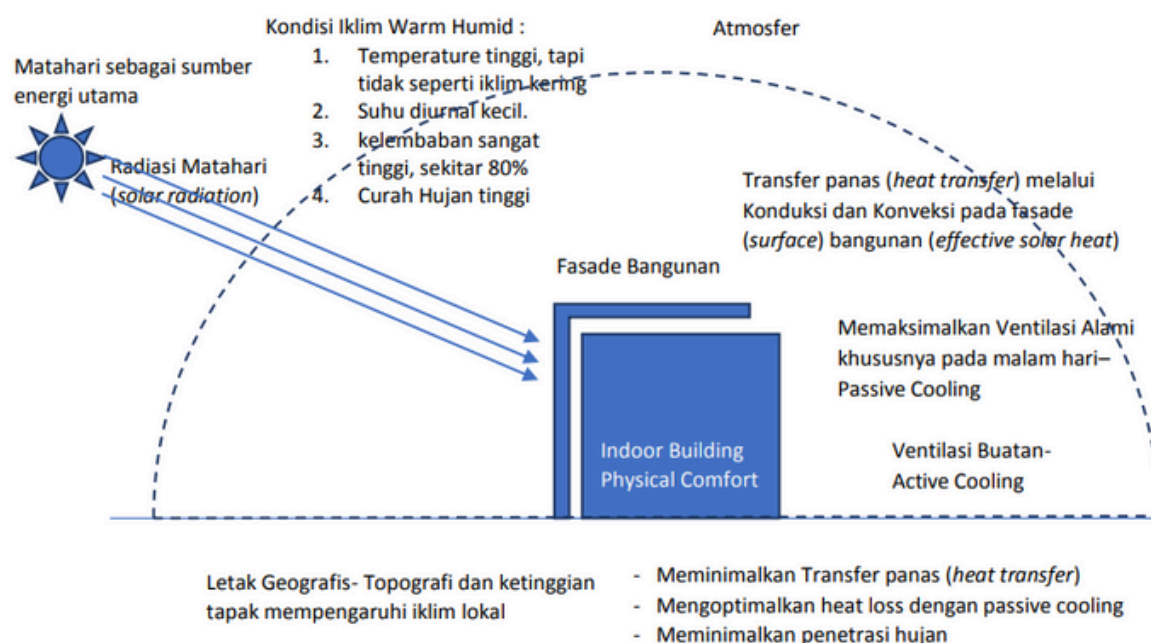 Kondisi Iklim Warm Humid :
1. Temperature tinggi, tapi
tidak seperti iklim kering
2. Suhu diurnal kecil.
3. kelembaban sangat
tinggi, sekitar 80%
4. Curah Hujan tinggi
Atmosfer
Matahari sebagai sumber
energi utama
Radiasi Matahari
(solar radiation)
Transfer panas (heat transfer) melalui
Konduksi dan Konveksi pada fasade
(surface) bangunan (effective solar heat)
Fasade Bangunan
Memaksimalkan Ventilasi Alami
khususnya pada malam hari–
Passive Cooling
Indoor Building
Physical Comfort
Ventilasi Buatan-
Active Cooling
Letak Geografis- Topografi dan ketinggian
tapak mempengaruhi iklim lokal
- Meminimalkan Transfer panas (heat transfer)
- Mengoptimalkan heat loss dengan passive cooling
- Meminimalkan penetrasi hujan